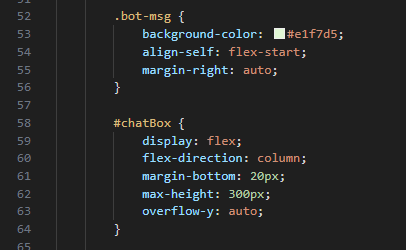 52 .bot-msg {
53 background-color: #e1f7d5;
54 align-self: flex-start;
55 margin-right: auto;
56 }
57
58 #chatBox {
59 display: flex;
60 flex-direction: column;
61 margin-bottom: 20px;
62 max-height: 300px;
63 overflow-y: auto;
64 }